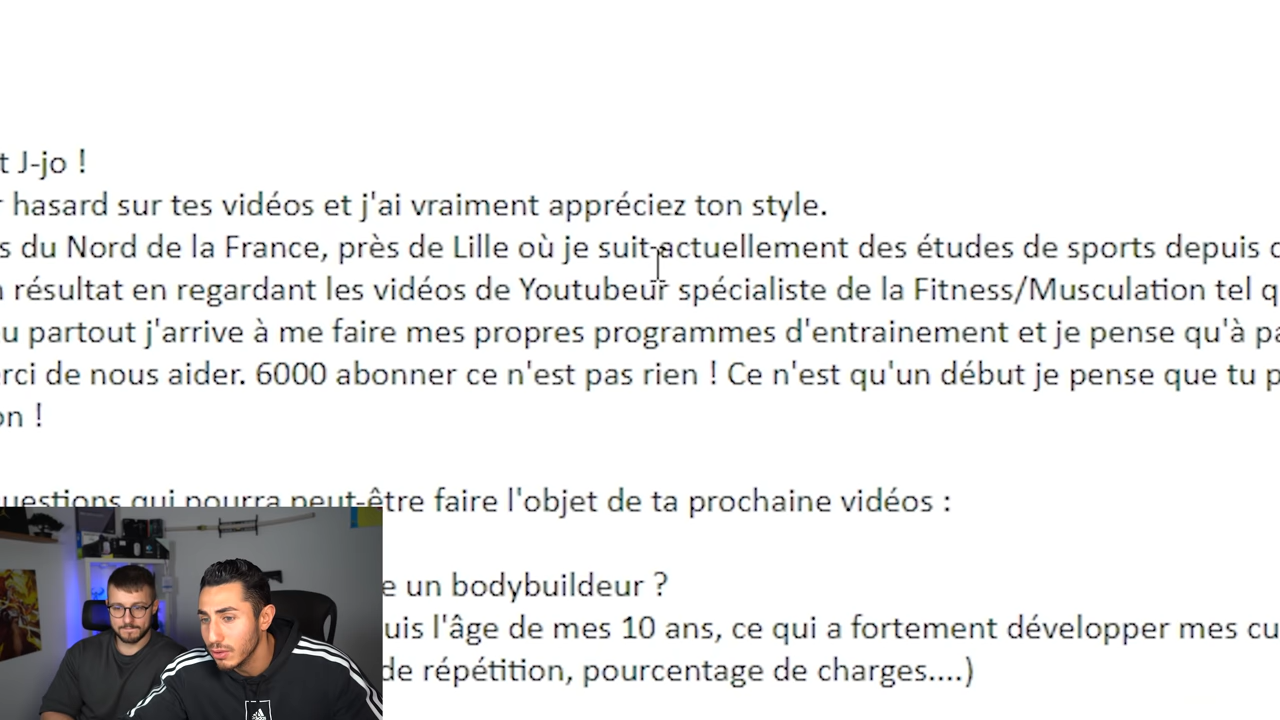 t J-jo !
r hasard sur tes vidéos et j'ai vraiment appréciez ton style.
s du Nord de la France, près de Lille où je suit actuellement des études de sports depuis
résultat en regardant les vidéos de Youtubeur spécialiste de la Fitness/Musculation tel q
u partout j'arrive à me faire mes propres programmes d'entrainement et je pense qu'à pa
rci de nous aider. 6000 abonner ce n'est pas rien ! Ce n'est qu'un début je pense que tu p
on !
uestions qui pourra peut-être faire l'objet de ta prochaine vidéos :
e un bodybuildeur ?
uis l'âge de mes 10 ans, ce qui a fortement développer mes cu
de répétition, pourcentage de charges....)